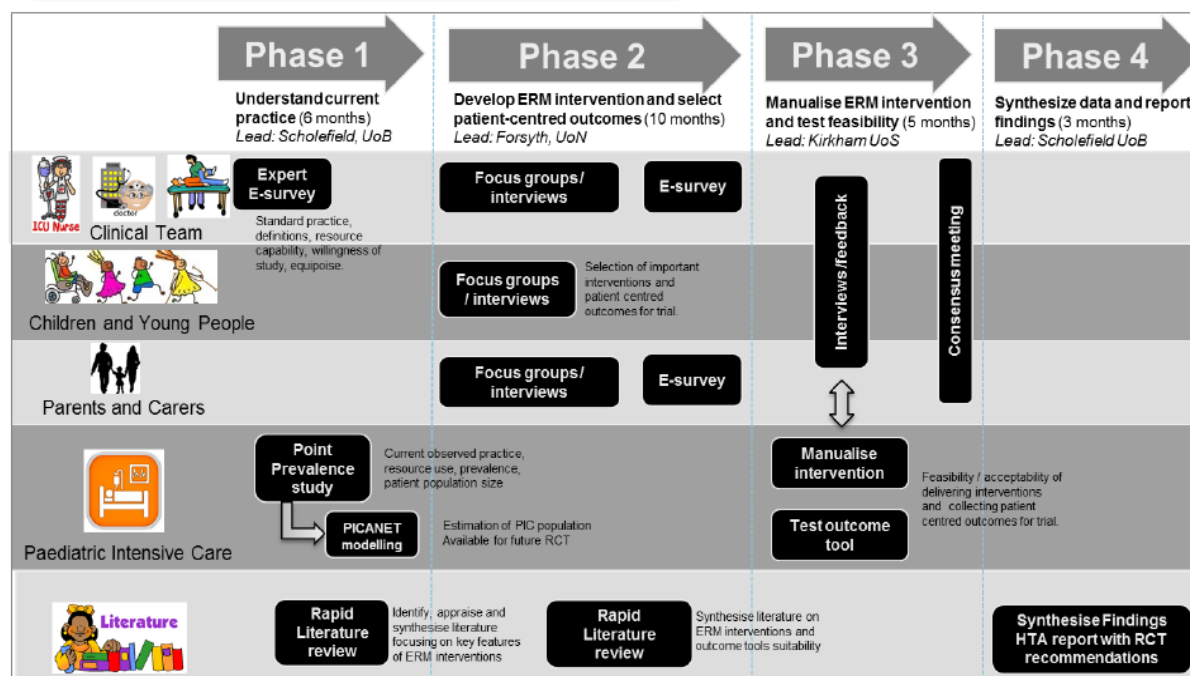 Phase 1
Phase 2
Phase 3
Phase 4
Understand current
practice (6 months)
Lead: Scholefield, UoB
Develop ERM intervention and select
patient-centred outcomes (10 months)
Lead: Forsyth, UoN
Manualise ERM intervention
and test feasibility (5 months)
Lead: Kirkham UoS
Synthesize data and report
findings (3 months)
Lead: Scholefield UoB
ICU Nurse
doctor
Clinical Team
Expert
E-survey
Standard practice,
definitions, resource
capability, willingness of
study, equipoise.
Focus groups/
interviews
E-survey
Interviews/feedback
Consensus meeting
Children and Young People
Focus groups
/ interviews
Selection of important
interventions and
patient centred
outcomes for trial.
Parents and Carers
Focus groups/
interviews
E-survey
Paediatric Intensive Care
Point
Prevalence
study
Current observed practice,
resource use, prevalence,
patient population size
PICANET
modelling
Estimation of PIC population
Available for future RCT
Manualise
intervention
Test outcome
tool
Feasibility / acceptability of
delivering interventions
and collecting patient
centred outcomes for trial.
Literature
Rapid
Literature
review
Identify, appraise and
synthesise literature
focusing on key features
of ERM interventions
Rapid
Literature
review
Synthesise literature on
ERM interventions and
outcome tools suitability
Synthesise Findings
HTA report with RCT
recommendations